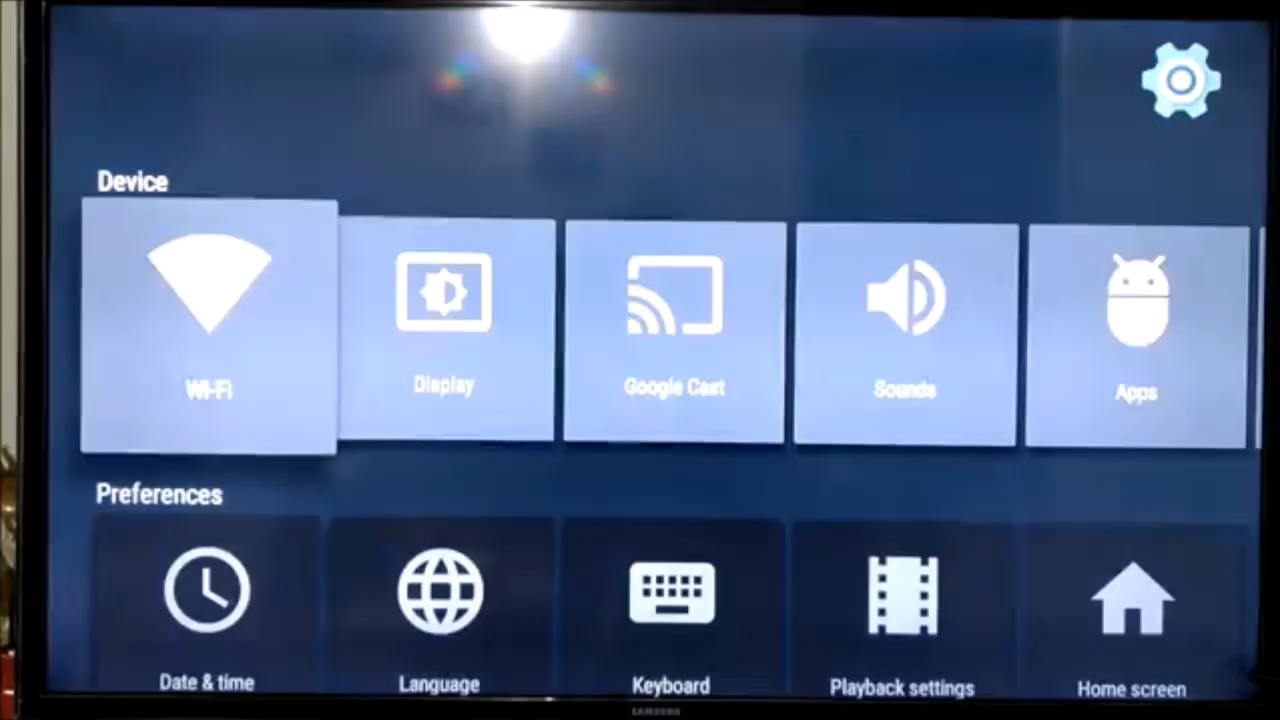 Device
Wi-Fi
Display
Google Cast
Sounds
Apps
Preferences
Date & time
Language
Keyboard
Playback settings
Home screen
SAMSUNG